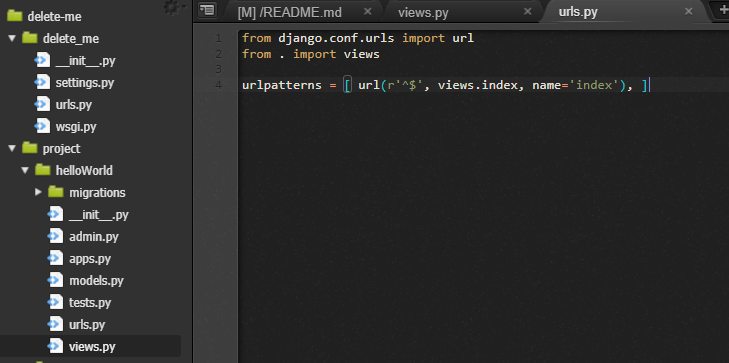 delete-me
delete_me
__init__.py
settings.py
urls.py
wsgi.py
project
helloWorld
migrations
__init__.py
admin.py
apps.py
models.py
tests.py
urls.py
views.py
[M] /README.md
views.py
urls.py
1 from django.conf.urls import url
2 from . import views
3
4 urlpatterns = [ url(r'^$', views.index, name='index'), ]